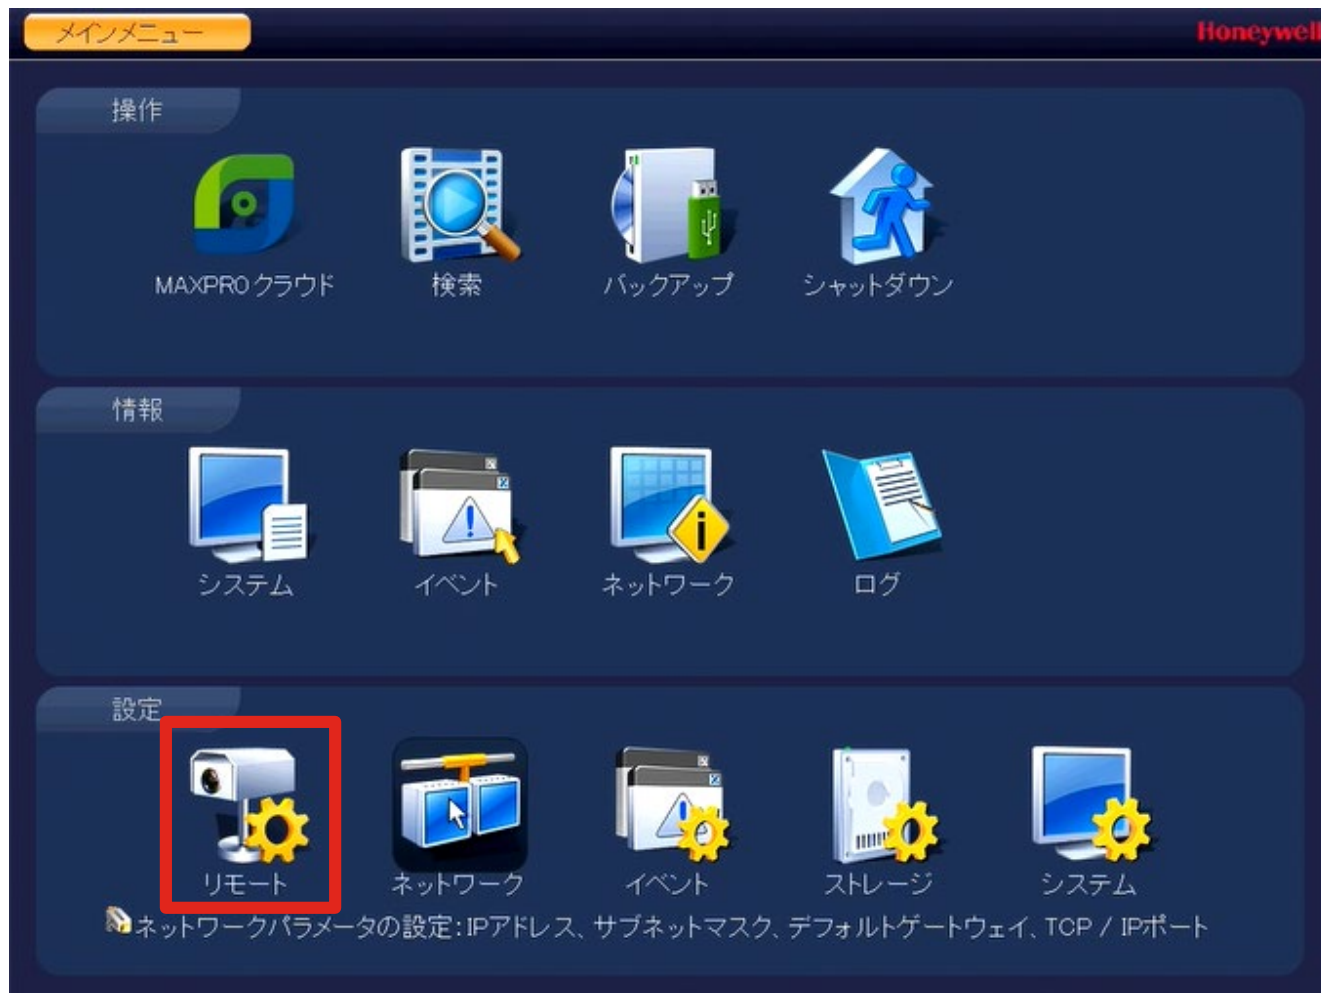 メインメニュー
Honeywell
操作
MAXPRO クラウド
検索
バックアップ
シャットダウン
情報
システム
イベント
ネットワーク
ログ
設定
リモート
ネットワーク
イベント
ストレージ
システム
ネットワークパラメータの設定:IPアドレス、サブネットマスク、デフォルトゲートウェイ、TCP / IPポート